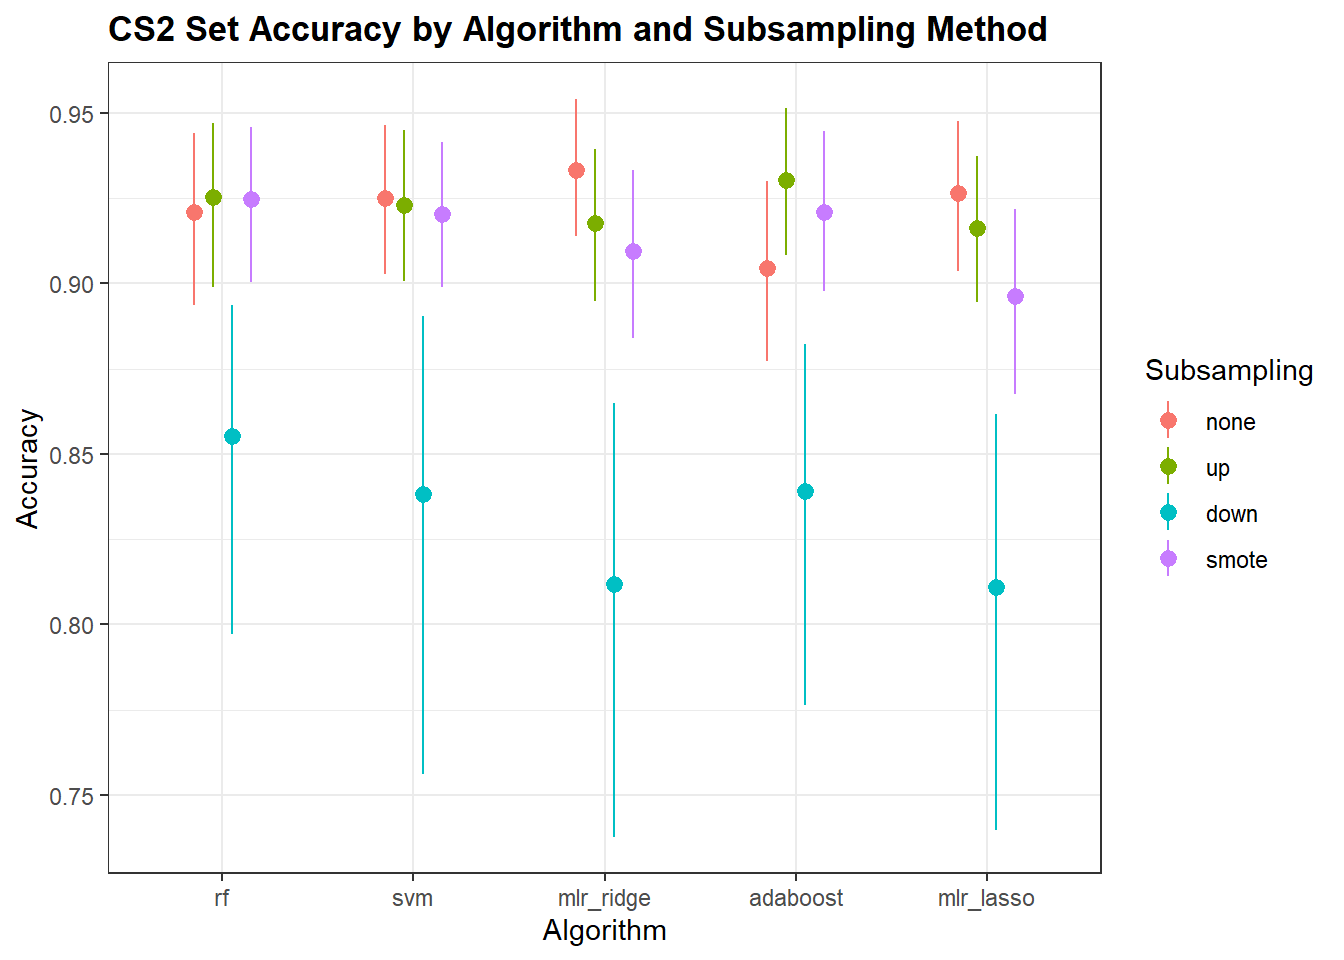 CS2 Set Accuracy by Algorithm and Subsampling Method
Accuracy
0.95
0.90
0.85
0.80
0.75
rf
svm
mlr_ridge
adaboost
mlr_lasso
Algorithm
Subsampling
none
up
down
smote